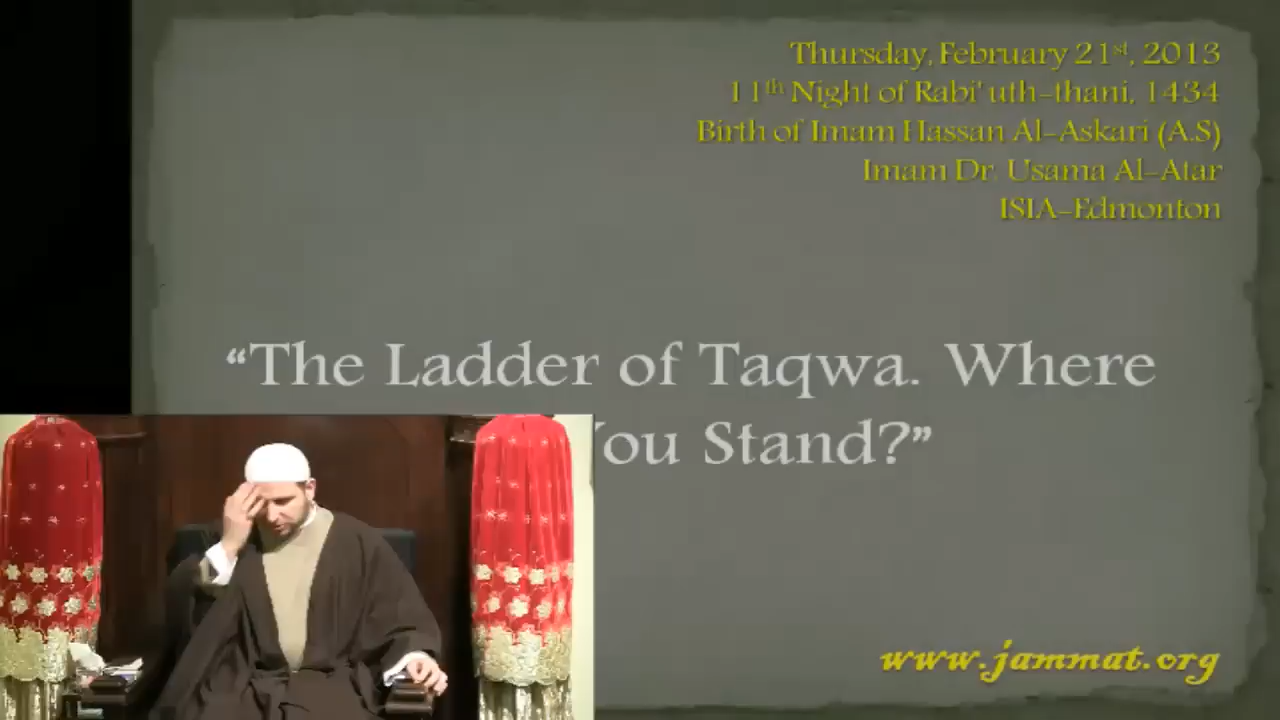 Thursday, February 21st, 2013
11th Night of Rabi' uth-thani, 1434
Birth of Imam Hassan Al-Askari (A.S)
Imam Dr. Usama Al-Atar
ISIA-Edmonton
“The Ladder of Taqwa. Where
You Stand?”
www.jammat.org